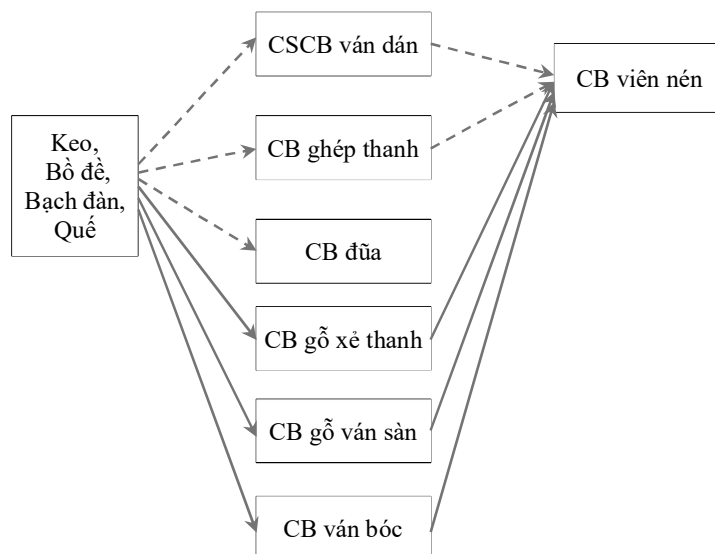 Keo,
Bồ đề,
Bạch đàn,
Quế
CSCB ván dán
CB ghép thanh
CB đũa
CB gỗ xẻ thanh
CB gỗ ván sàn
CB ván bóc
CB viên nén